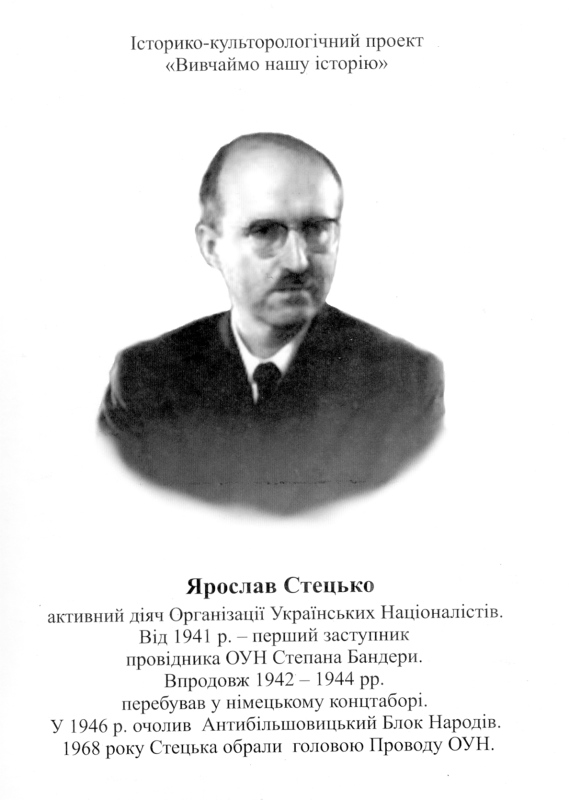 Історико-культорологічний проект
«Вивчаймо нашу історію»
Ярослав Стецько
активний діяч Організації Українських Націоналістів.
Від 1941 р. – перший заступник
провідника ОУН Степана Бандери.
Впродовж 1942 – 1944 рр.
перебував у німецькому концтаборі.
У 1946 р. очолив Антибільшовицький Блок Народів.
1968 року Стецька обрали головою Проводу ОУН.